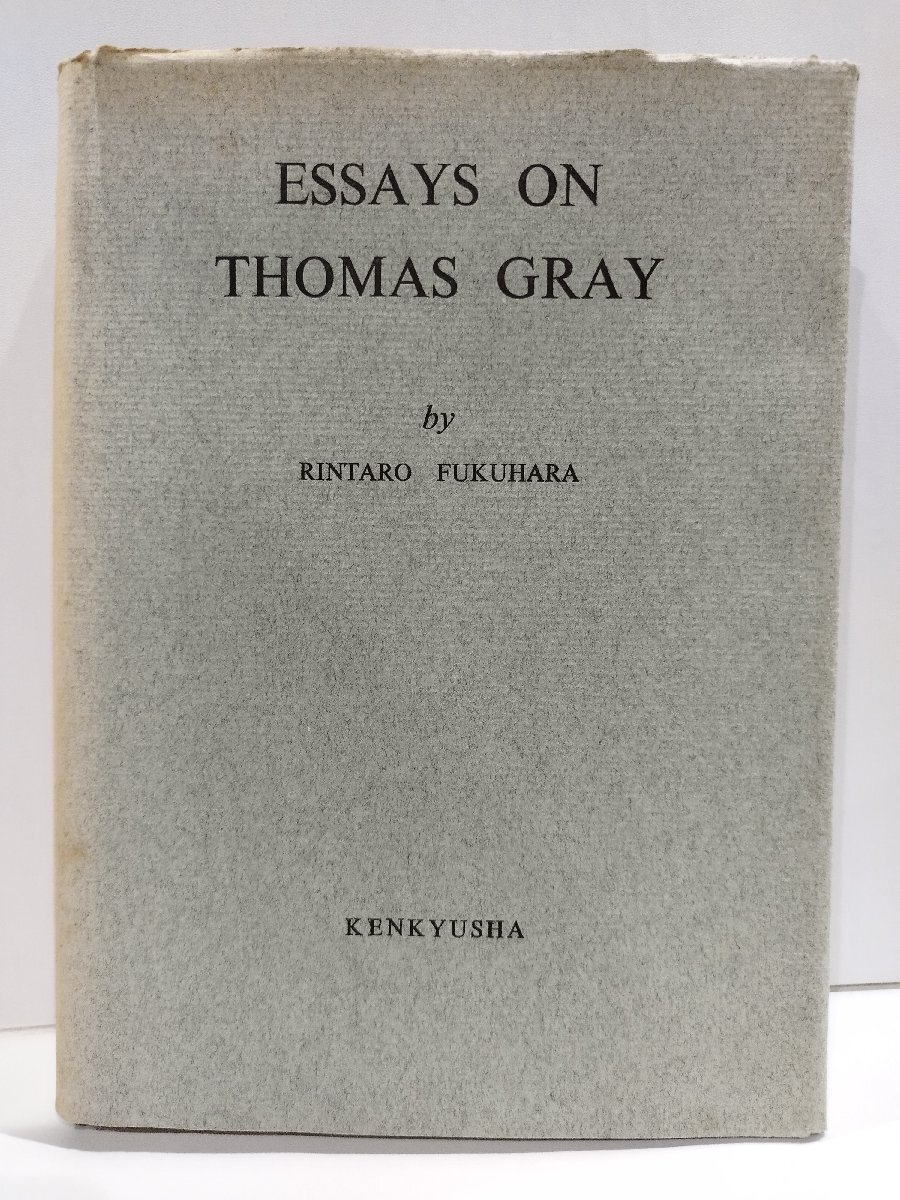 ESSAYS ON
THOMAS GRAY
by
RINTARO FUKUHARA
KENKYUSHA